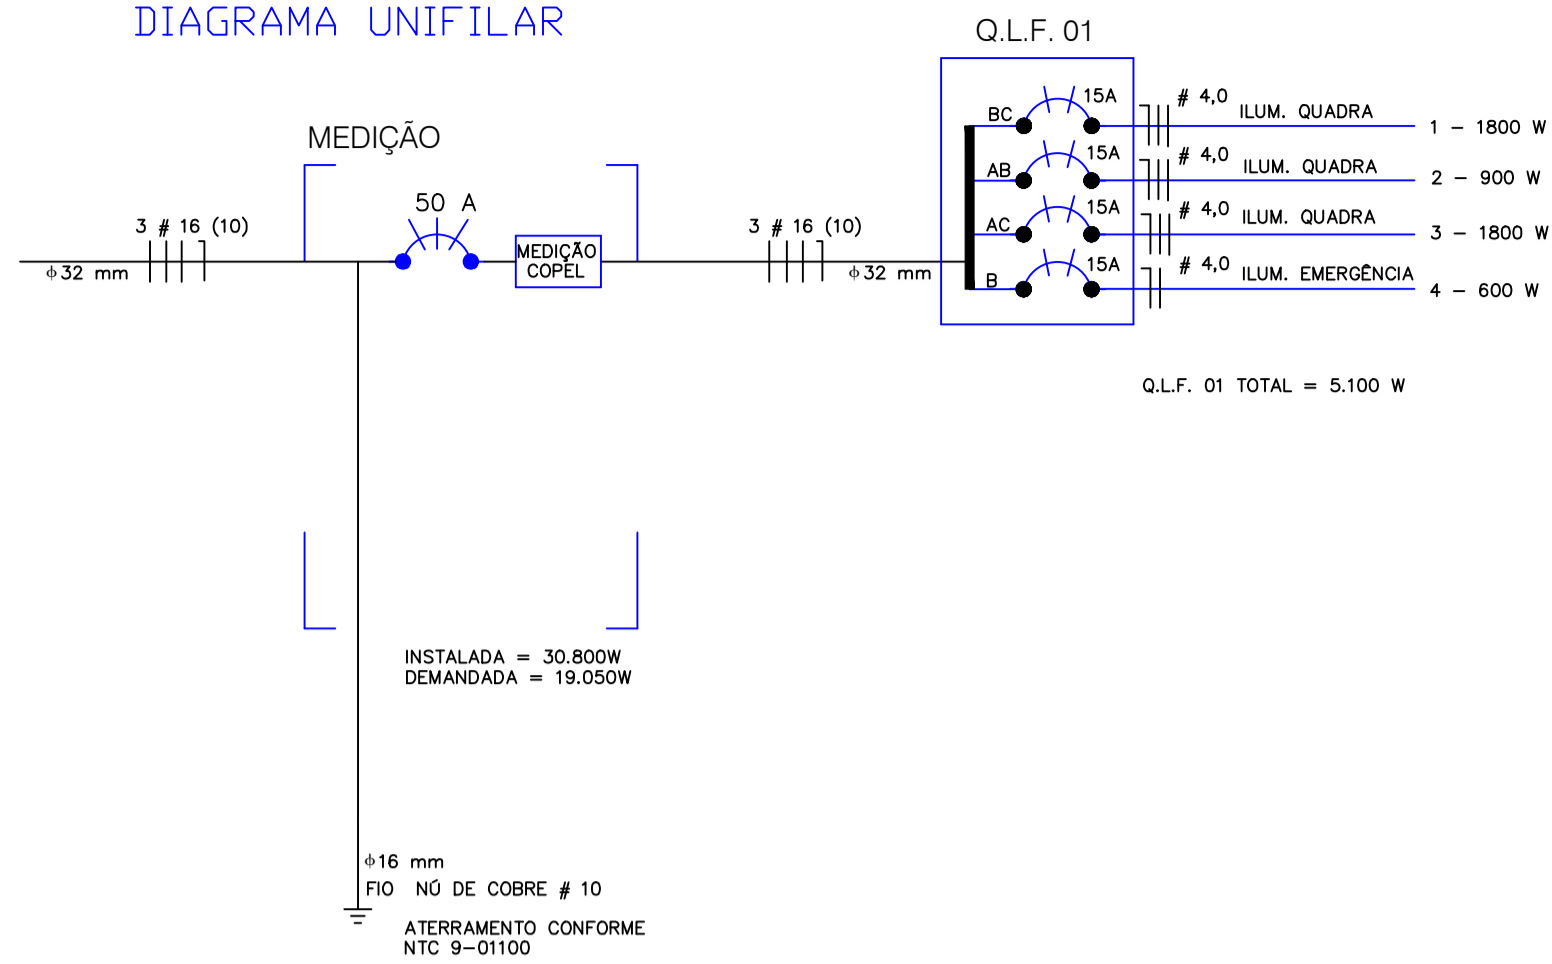 DIAGRAMA UNIFILAR
Q.L.F. 01
MEDIÇÃO
50 A
MEDIÇÃO
COPEL
3 # 16 (10)
ϕ32 mm
3 # 16 (10)
ϕ32 mm
BC
15A
# 4,0
ILUM. QUADRA
1 - 1800 W
AB
15A
# 4,0
ILUM. QUADRA
2 - 900 W
AC
15A
# 4,0
ILUM. QUADRA
3 - 1800 W
B
15A
# 4,0
ILUM. EMERGÊNCIA
4 - 600 W
Q.L.F. 01 TOTAL = 5.100 W
INSTALADA = 30.800W
DEMANDADA = 19.050W
ϕ16 mm
FIO NÚ DE COBRE # 10
ATERRAMENTO CONFORME
NTC 9-01100